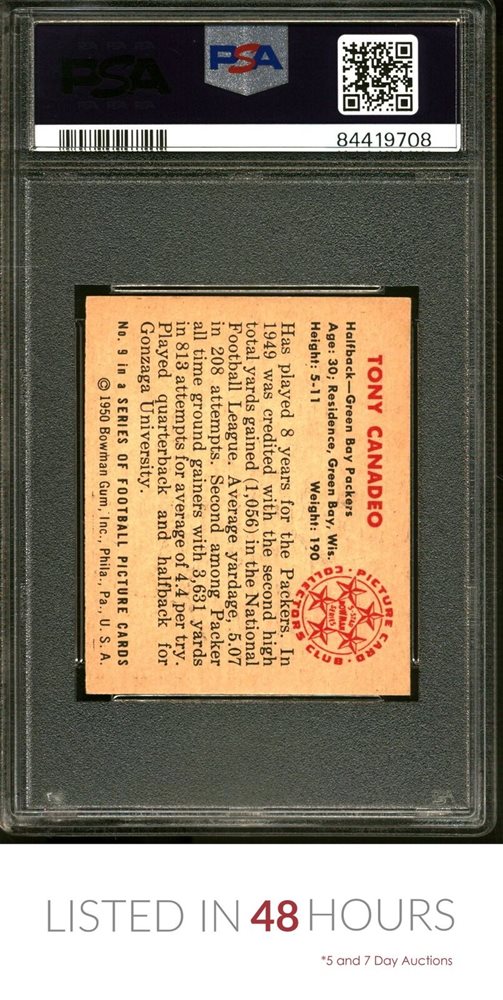 PSA
PSA
84419708
TONY CANADEO
Halfback—Green Bay Packers
Age: 30; Residence, Green Bay, Wis.
Height: 5-11 Weight: 190
PICTURE CARD COLLECTORS CLUB
5-STAR
BOWMAN
Has played 8 years for the Packers. In
1949 was credited with the second high
total yards gained (1,056) in the National
Football League. Average yardage, 5.07
in 208 attempts. Second among Packer
all time ground gainers with 3,631 yards
in 813 attempts for average of 4.4 per try.
Played quarterback and halfback for
Gonzaga University.
No. 9 in a SERIES OF FOOTBALL PICTURE CARDS
© 1950 Bowman Gum, Inc., Phila., Pa., U. S. A.
LISTED IN 48 HOURS
*5 and 7 Day Auctions